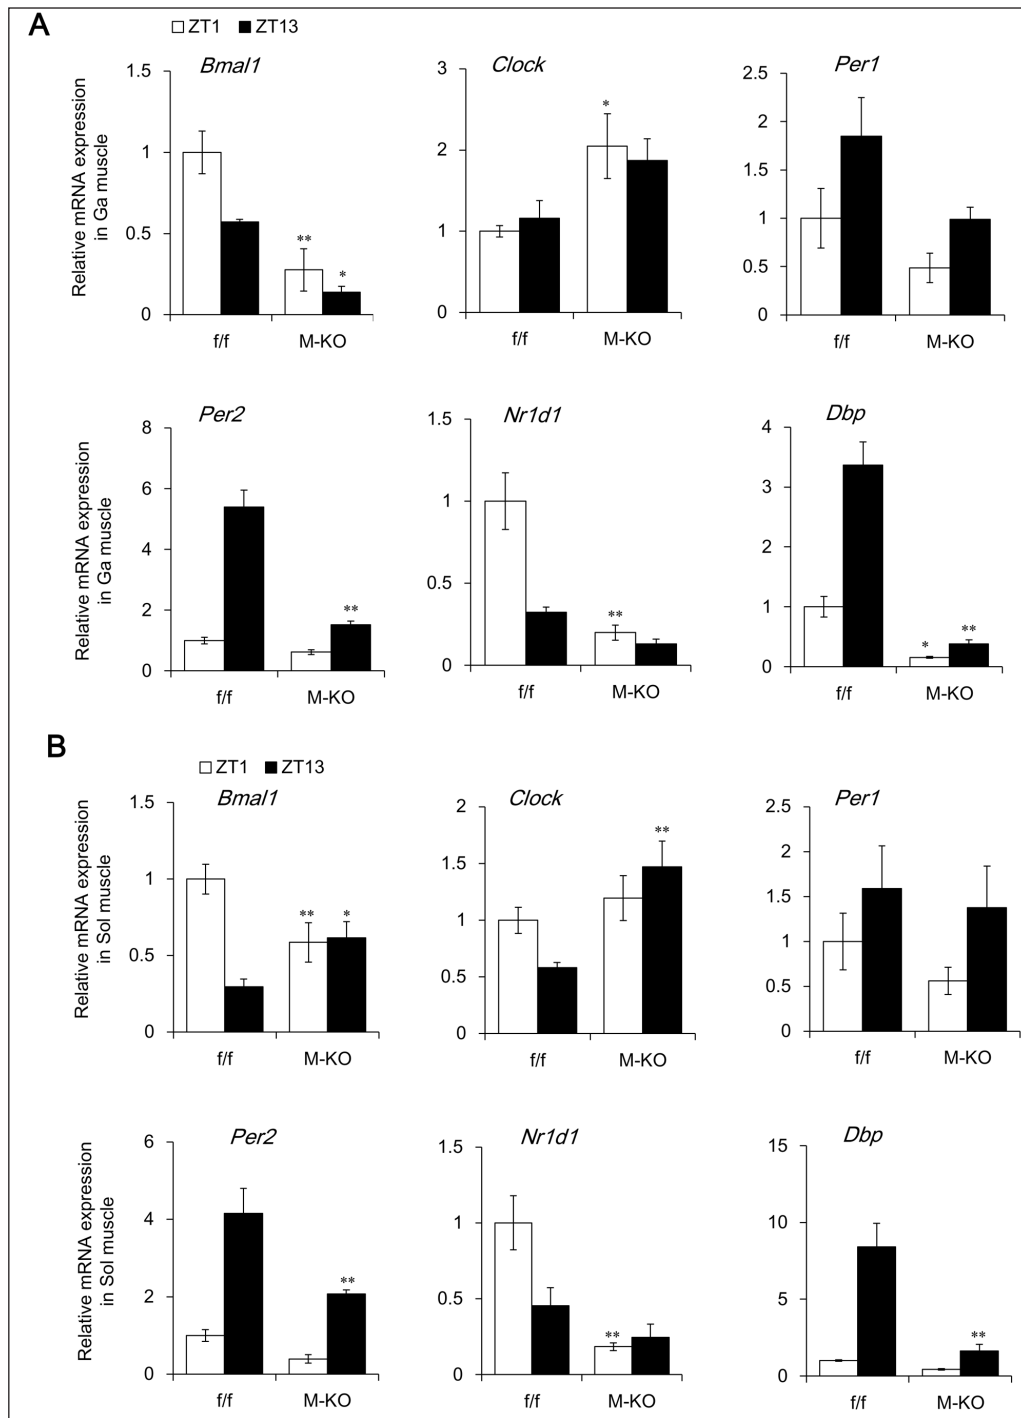 A
ZT1 ZT13
Bmal1
Clock
Per1
Relative mRNA expression
in Ga muscle
1.5
1
0.5
0
f/f M-KO
** *
3
2
1
0
f/f M-KO
*
2.5
2
1.5
1
0.5
0
f/f M-KO
Per2
Nr1d1
Dbp
Relative mRNA expression
in Ga muscle
8
6
4
2
0
f/f M-KO
**
1.5
1
0.5
0
f/f M-KO
**
4
3
2
1
0
f/f M-KO
* **
B
ZT1 ZT13
Bmal1
Clock
Per1
Relative mRNA expression
in Sol muscle
1.5
1
0.5
0
f/f M-KO
** *
2
1.5
1
0.5
0
f/f M-KO
**
2.5
2
1.5
1
0.5
0
f/f M-KO
Per2
Nr1d1
Dbp
Relative mRNA expression
in Sol muscle
6
4
2
0
f/f M-KO
**
1.5
1
0.5
0
f/f M-KO
**
15
10
5
0
f/f M-KO
**